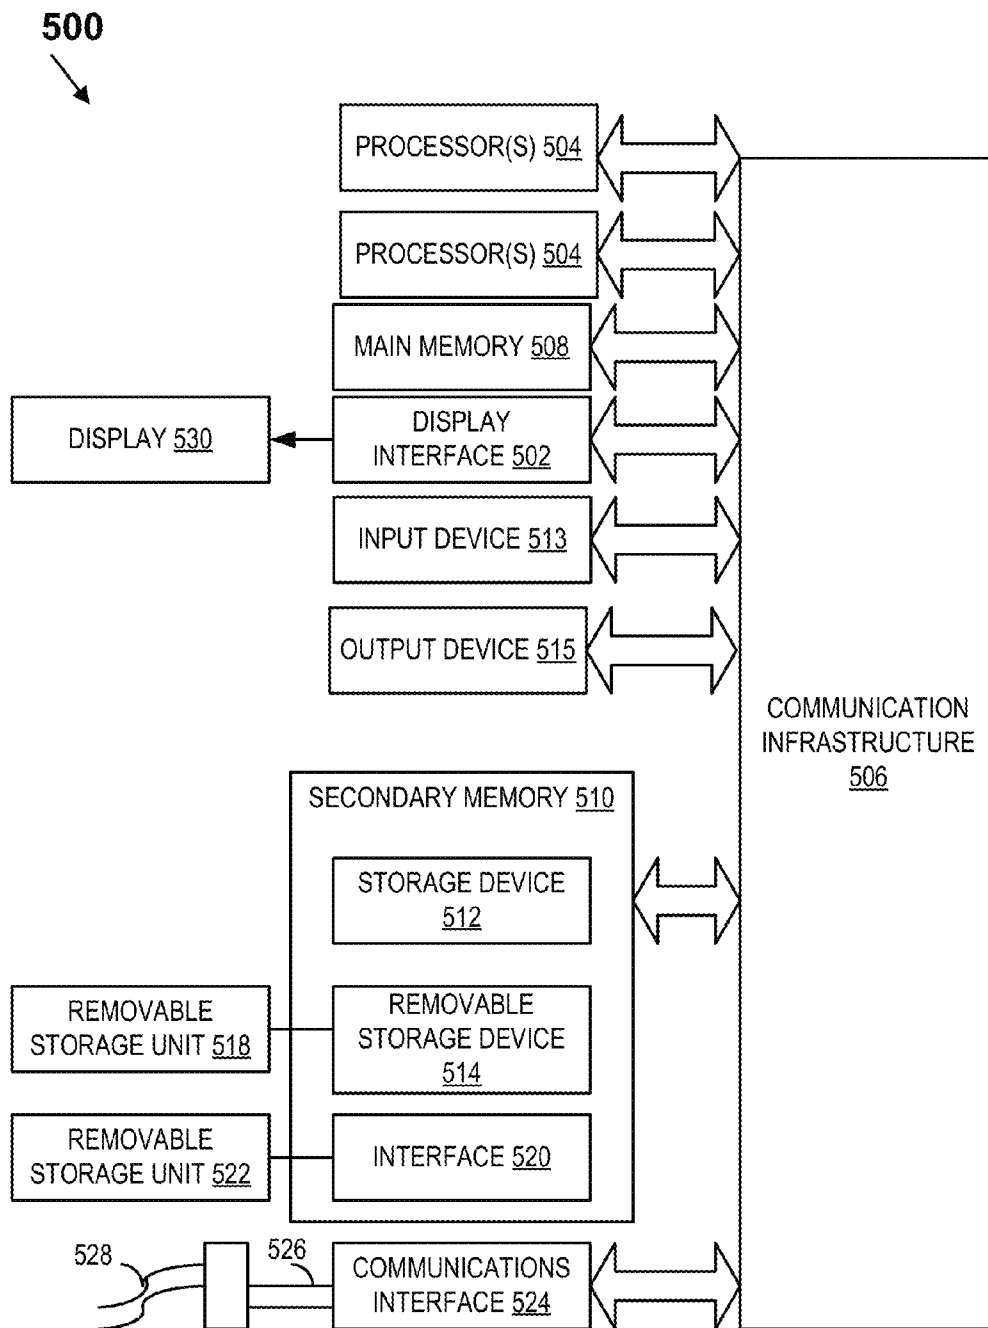 500
PROCESSOR(S) 504
PROCESSOR(S) 504
MAIN MEMORY 508
DISPLAY 530
DISPLAY
INTERFACE 502
INPUT DEVICE 513
OUTPUT DEVICE 515
COMMUNICATION
INFRASTRUCTURE
506
SECONDARY MEMORY 510
STORAGE DEVICE
512
REMOVABLE
STORAGE UNIT 518
REMOVABLE
STORAGE DEVICE
514
REMOVABLE
STORAGE UNIT 522
INTERFACE 520
528
526
COMMUNICATIONS
INTERFACE 524